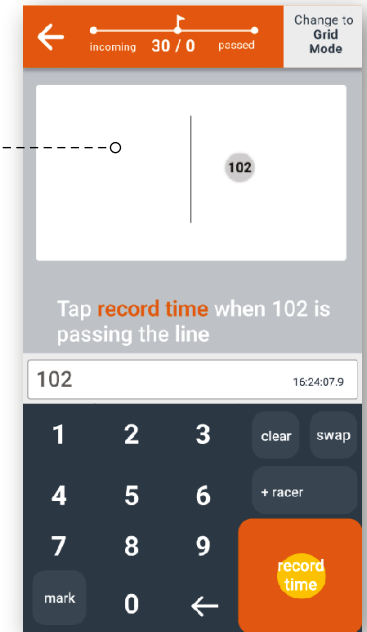 incoming 30 / 0 passed
Change to
Grid
Mode
102
Tap record time when 102 is
passing the line
102 16:24:07.9
1 2 3 clear swap
4 5 6 + racer
7 8 9
record
time
mark 0